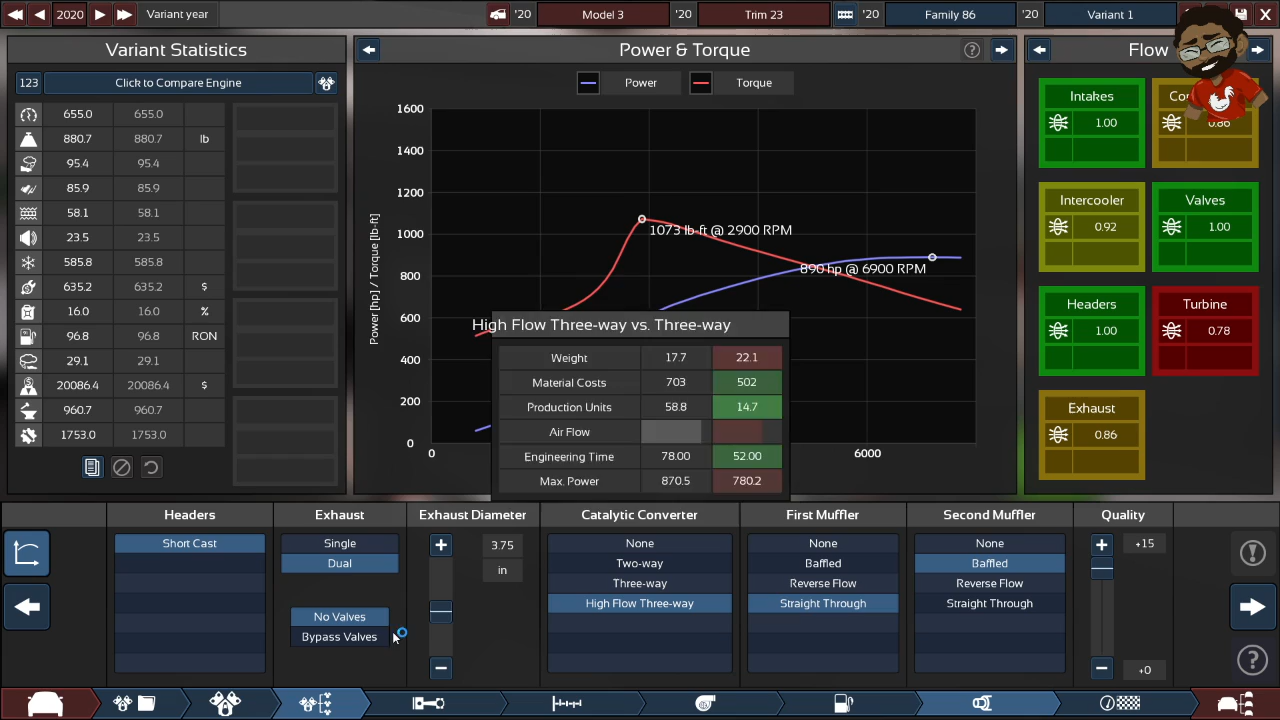 2020 Variant year '20 Model 3 '20 Trim 23 '20 Family 86 '20 Variant 1
Variant Statistics
123 Click to Compare Engine
655.0 655.0
880.7 880.7 lb
95.4 95.4
85.9 85.9
58.1 58.1
23.5 23.5
585.8 585.8
635.2 635.2 $
16.0 16.0 %
96.8 96.8 RON
29.1 29.1
20086.4 20086.4 $
960.7 960.7
1753.0 1753.0
Power & Torque
?
Power Torque
Power [hp] / Torque [lb-ft]
1600
1400
1200
1000
800
600
400
200
0
0 6000
1073 lb-ft @ 2900 RPM
890 hp @ 6900 RPM
High Flow Three-way vs. Three-way
Weight 17.7 22.1
Material Costs 703 502
Production Units 58.8 14.7
Air Flow
Engineering Time 78.00 52.00
Max. Power 870.5 780.2
Flow
Intakes
1.00
0.86
Intercooler
0.92
Valves
1.00
Headers
1.00
Turbine
0.78
Exhaust
0.86
Headers
Short Cast
Exhaust
Single
Dual
No Valves
Bypass Valves
Exhaust Diameter
+ 3.75
in
-
Catalytic Converter
None
Two-way
Three-way
High Flow Three-way
First Muffler
None
Baffled
Reverse Flow
Straight Through
Second Muffler
None
Baffled
Reverse Flow
Straight Through
Quality
+ +15
- +0
!
?